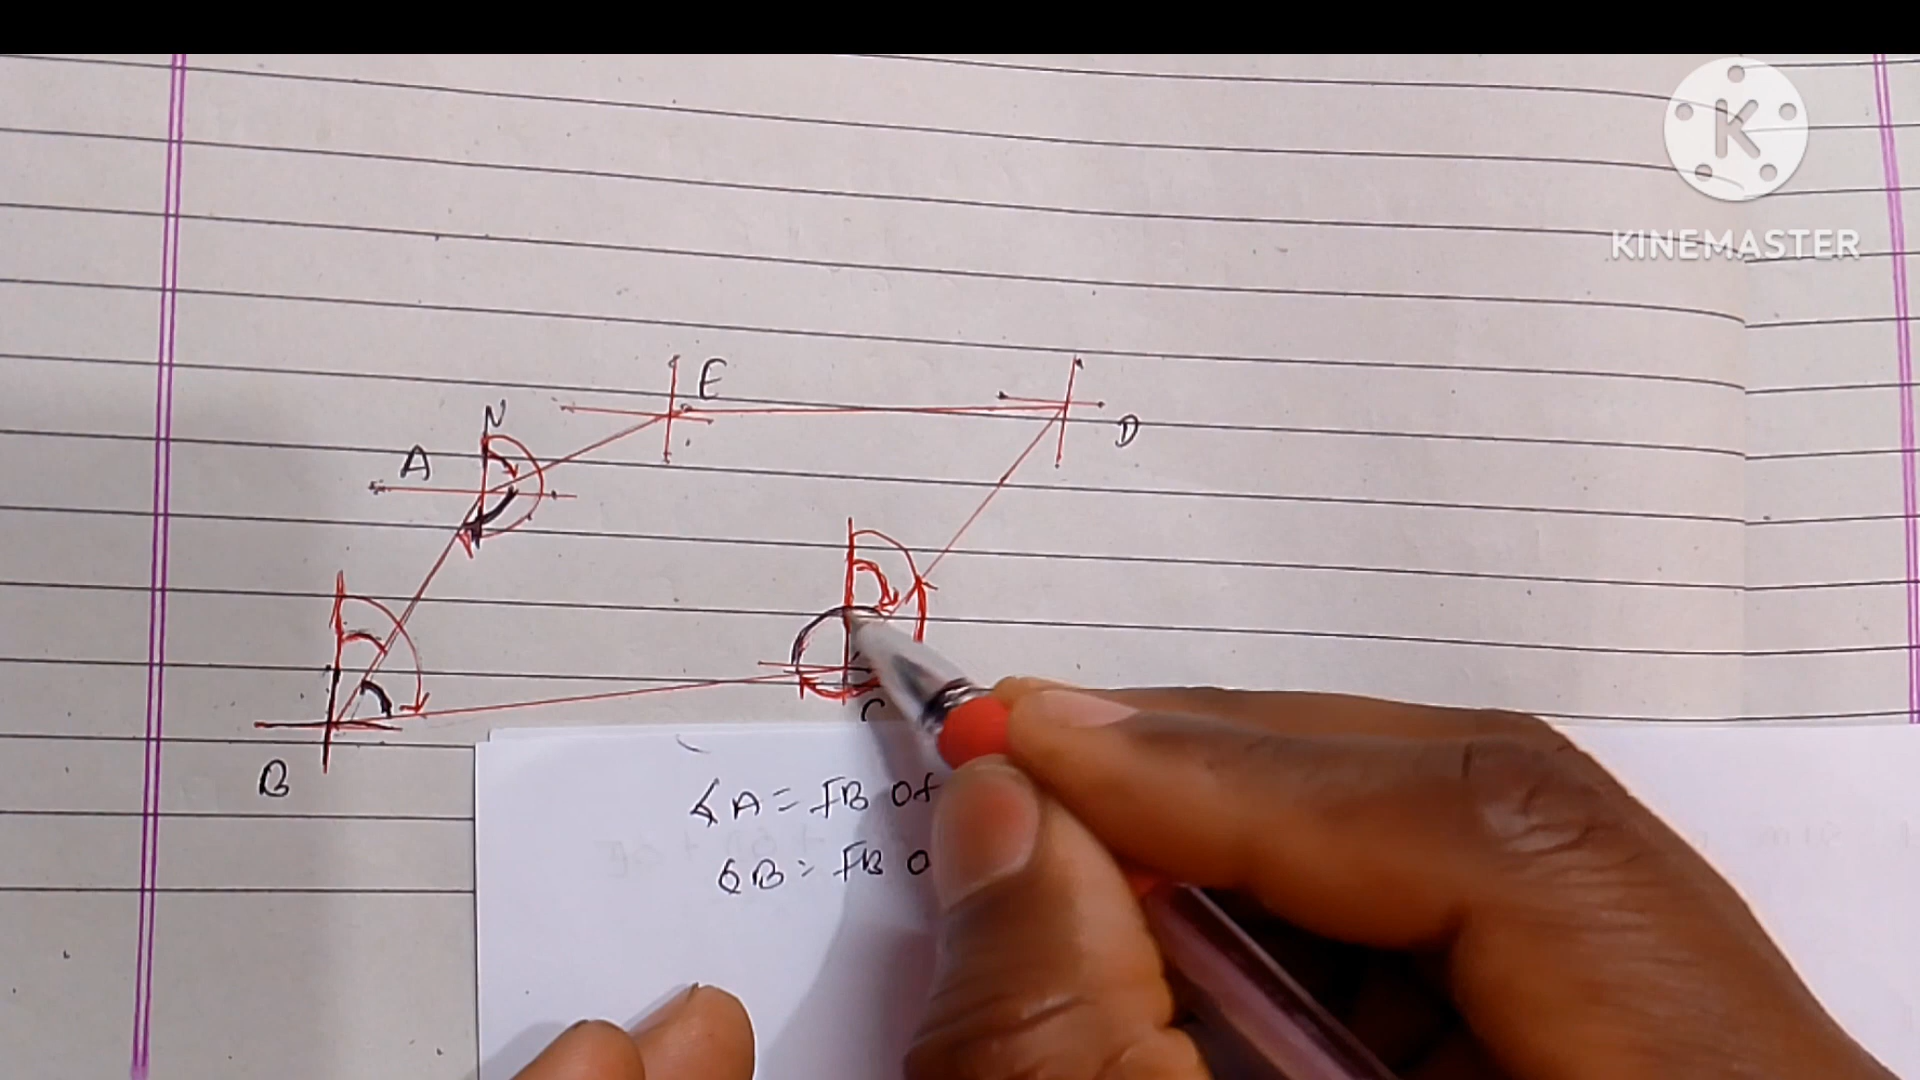 K
KINEMASTER
E
N
A
D
C
B
∡A = FB Of
∡B = FB O